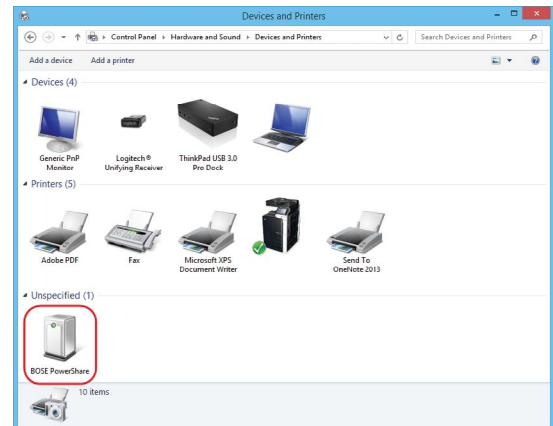 Devices and Printers
Control Panel Hardware and Sound Devices and Printers Search Devices and Printers
Add a device Add a printer
Devices (4)
Generic PnP
Monitor
Logitech®
Unifying Receiver
ThinkPad USB 3.0
Pro Dock
Printers (5)
Adobe PDF
Fax
Microsoft XPS
Document Writer
Send To
OneNote 2013
Unspecified (1)
BOSE PowerShare
10 items